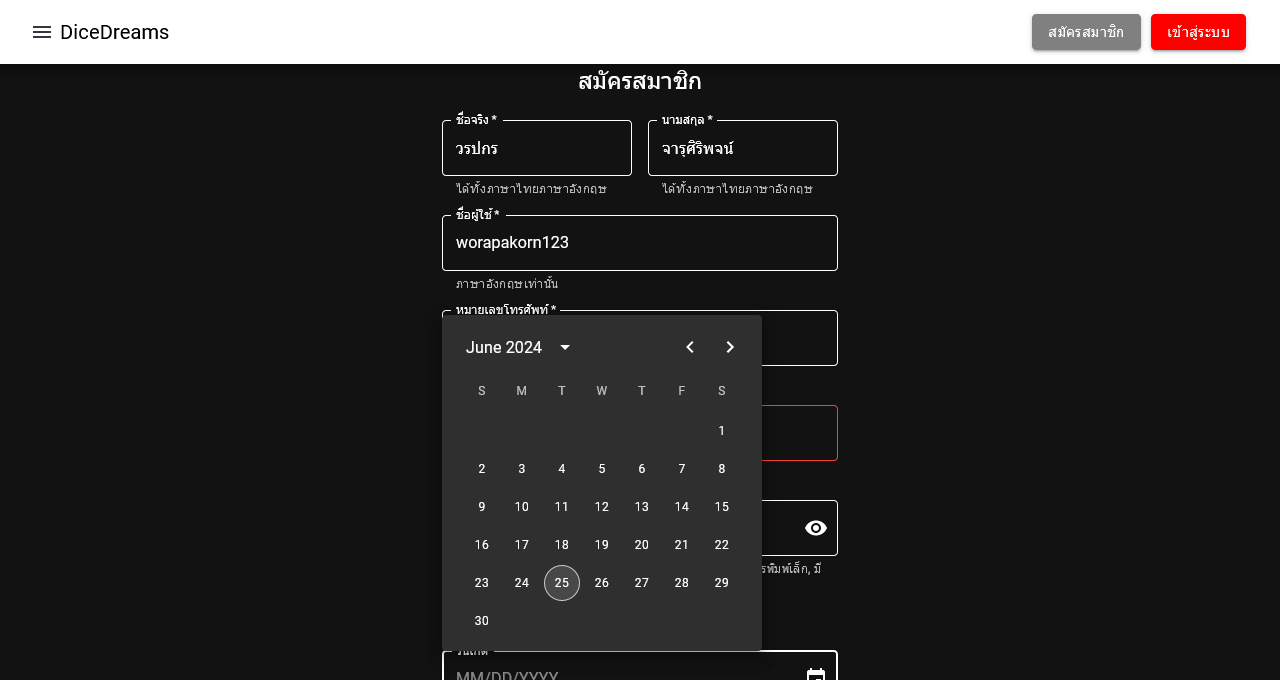 DiceDreams
สมัครสมาชิก
เข้าสู่ระบบ
สมัครสมาชิก
ชื่อจริง *
นามสกุล *
วรปกร
จารุศิริพจน์
ได้ทั้งภาษาไทยภาษาอังกฤษ
ได้ทั้งภาษาไทยภาษาอังกฤษ
ชื่อผู้ใช้ *
worapakorn123
ภาษาอังกฤษเท่านั้น
หมายเลขโทรศัพท์ *
June 2024
S M T W T F S
1
2 3 4 5 6 7 8
9 10 11 12 13 14 15
16 17 18 19 20 21 22
23 24 25 26 27 28 29
30
รพิมพ์เล็ก, มี
วันเกิด
MM/DD/YYYY